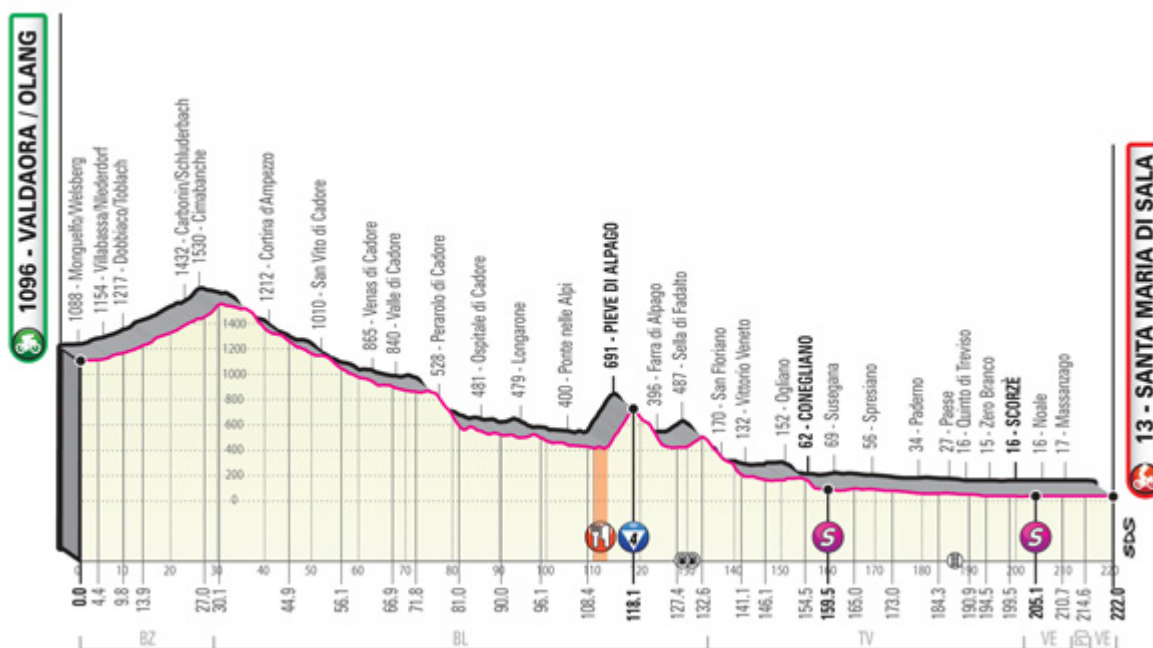 1096 - VALDAORA / OLANG
1088 - Monguelfo/Welsberg
1154 - Villabassa/Niederdorf
1217 - Dobbiaco/Toblach
1432 - Carbonin/Schluderbach
1530 - Cimabanche
1212 - Cortina d'Ampezzo
1010 - San Vito di Cadore
865 - Venas di Cadore
840 - Valle di Cadore
528 - Perarolo di Cadore
481 - Ospitale di Cadore
479 - Longarone
400 - Ponte nelle Alpi
691 - PIEVE DI ALPAGO
396 - Farra di Alpago
487 - Sella di Fadalto
170 - San Floriano
132 - Vittorio Veneto
152 - Ogliano
62 - CONEGLIANO
69 - Susegana
56 - Spresiano
34 - Paderno
27 - Paese
16 - Quinto di Treviso
15 - Zero Branco
16 - SCORZÈ
16 - Noale
17 - Massanzago
13 - SANTA MARIA DI SALA
1400
1200
1000
800
600
400
200
0
4
S
S
SDS
0 10 20 30 40 50 60 70 80 90 100 110 120 130 140 150 160 170 180 190 200 210 220
0.0 4.4 9.8 13.9 27.0 30.1 44.9 56.1 66.9 71.8 81.0 90.0 96.1 108.4 118.1 127.4 132.6 141.1 146.1 154.5 159.5 165.0 173.0 184.3 190.9 194.5 199.5 205.1 210.7 214.6 222.0
BZ BL TV VE PD VE